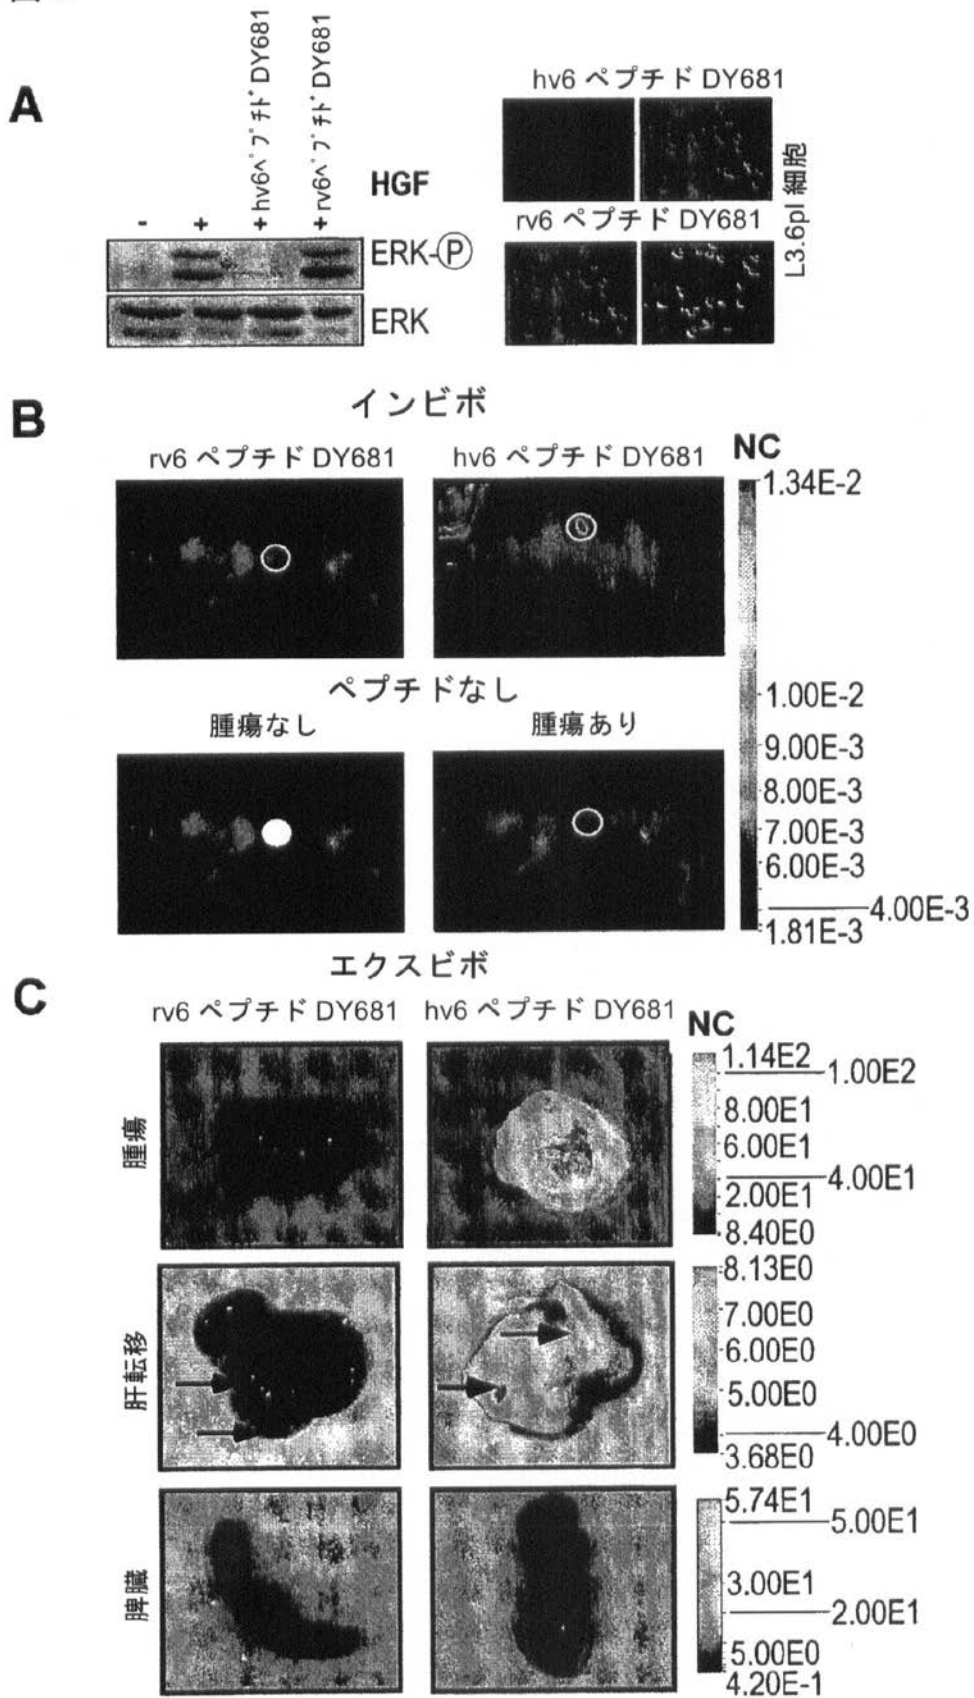 A
- + +hv6ペプチドDY681 +rv6ペプチドDY681
HGF
ERK-P
ERK
hv6 ペプチド DY681
rv6 ペプチド DY681
L3.6pl 細胞
B
インビボ
rv6 ペプチド DY681
hv6 ペプチド DY681
NC
1.34E-2
1.00E-2
9.00E-3
8.00E-3
7.00E-3
6.00E-3
4.00E-3
1.81E-3
ペプチドなし
腫瘍なし
腫瘍あり
C
エクスビボ
rv6 ペプチド DY681
hv6 ペプチド DY681
NC
腫瘍
1.14E2
1.00E2
8.00E1
6.00E1
4.00E1
2.00E1
8.40E0
肝転移
8.13E0
7.00E0
6.00E0
5.00E0
4.00E0
3.68E0
脾臓
5.74E1
5.00E1
3.00E1
2.00E1
5.00E0
4.20E-1